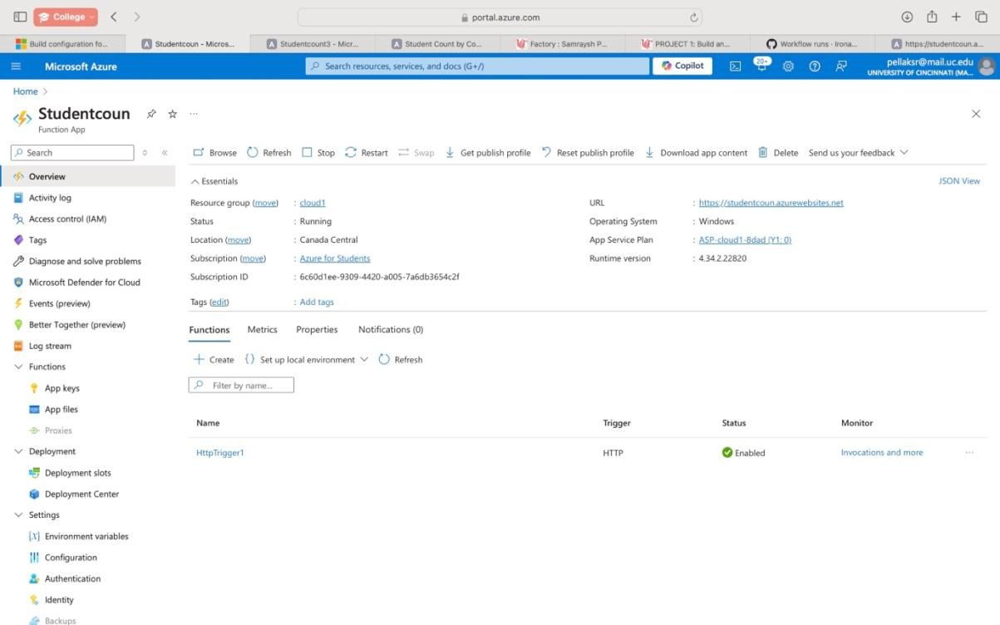 College
portal.azure.com
Build configuration fo...
Studentcoun - Micros...
Studentcount3 - Micr...
Student Count by Co...
Factory : Samraysh P...
PROJECT 1: Build an...
Workflow runs · Irona...
https://studentcoun.a...
Microsoft Azure
Search resources, services, and docs (G+/)
Copilot
20+
pellaksr@mail.uc.edu
UNIVERSITY OF CINCINNATI (MA...
Home >
Studentcoun
Function App
Search
Browse Refresh Stop Restart Swap Get publish profile Reset publish profile Download app content Delete Send us your feedback
Overview
Activity log
Access control (IAM)
Tags
Diagnose and solve problems
Microsoft Defender for Cloud
Events (preview)
Better Together (preview)
Log stream
Functions
App keys
App files
Proxies
Deployment
Deployment slots
Deployment Center
Settings
Environment variables
Configuration
Authentication
Identity
Backups
Essentials
JSON View
Resource group (move) : cloud1
Status : Running
Location (move) : Canada Central
Subscription (move) : Azure for Students
Subscription ID : 6c60d1ee-9309-4420-a005-7a6db3654c2f
URL : https://studentcoun.azurewebsites.net
Operating System : Windows
App Service Plan : ASP-cloud1-8dad (Y1: 0)
Runtime version : 4.34.2.22820
Tags (edit) : Add tags
Functions Metrics Properties Notifications (0)
Create Set up local environment Refresh
Filter by name...
Name Trigger Status Monitor
HttpTrigger1 HTTP Enabled Invocations and more